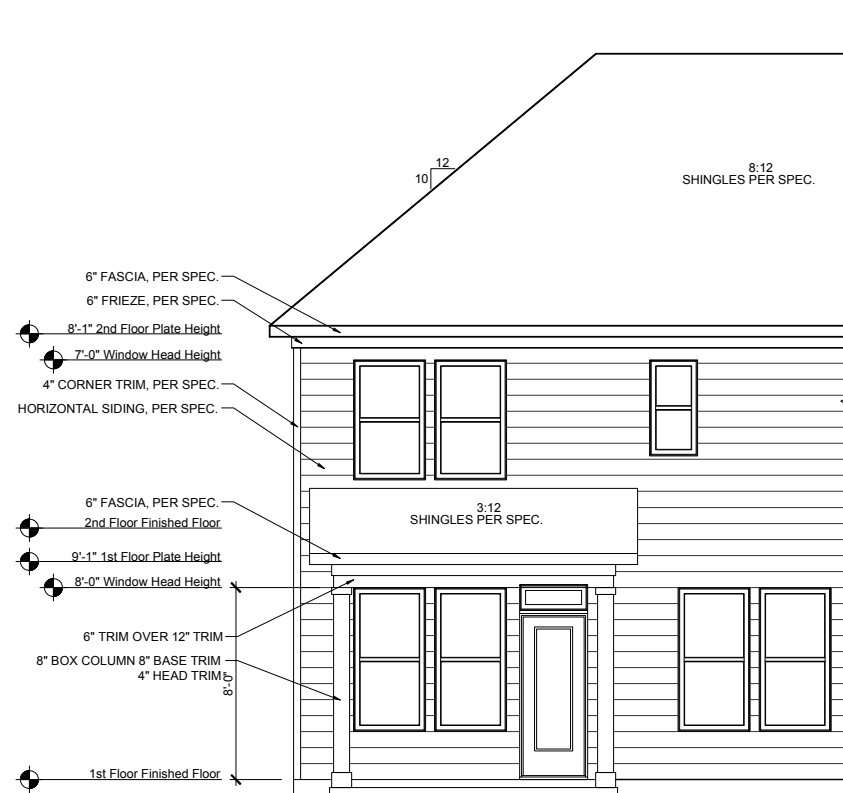 12
10
8:12
SHINGLES PER SPEC.
6" FASCIA, PER SPEC.
6" FRIEZE, PER SPEC.
8'-1" 2nd Floor Plate Height
7'-0" Window Head Height
4" CORNER TRIM, PER SPEC.
HORIZONTAL SIDING, PER SPEC.
6" FASCIA, PER SPEC.
3:12
SHINGLES PER SPEC.
2nd Floor Finished Floor
9'-1" 1st Floor Plate Height
8'-0" Window Head Height
6" TRIM OVER 12" TRIM
8" BOX COLUMN 8" BASE TRIM
4" HEAD TRIM
8'-0"
1st Floor Finished Floor